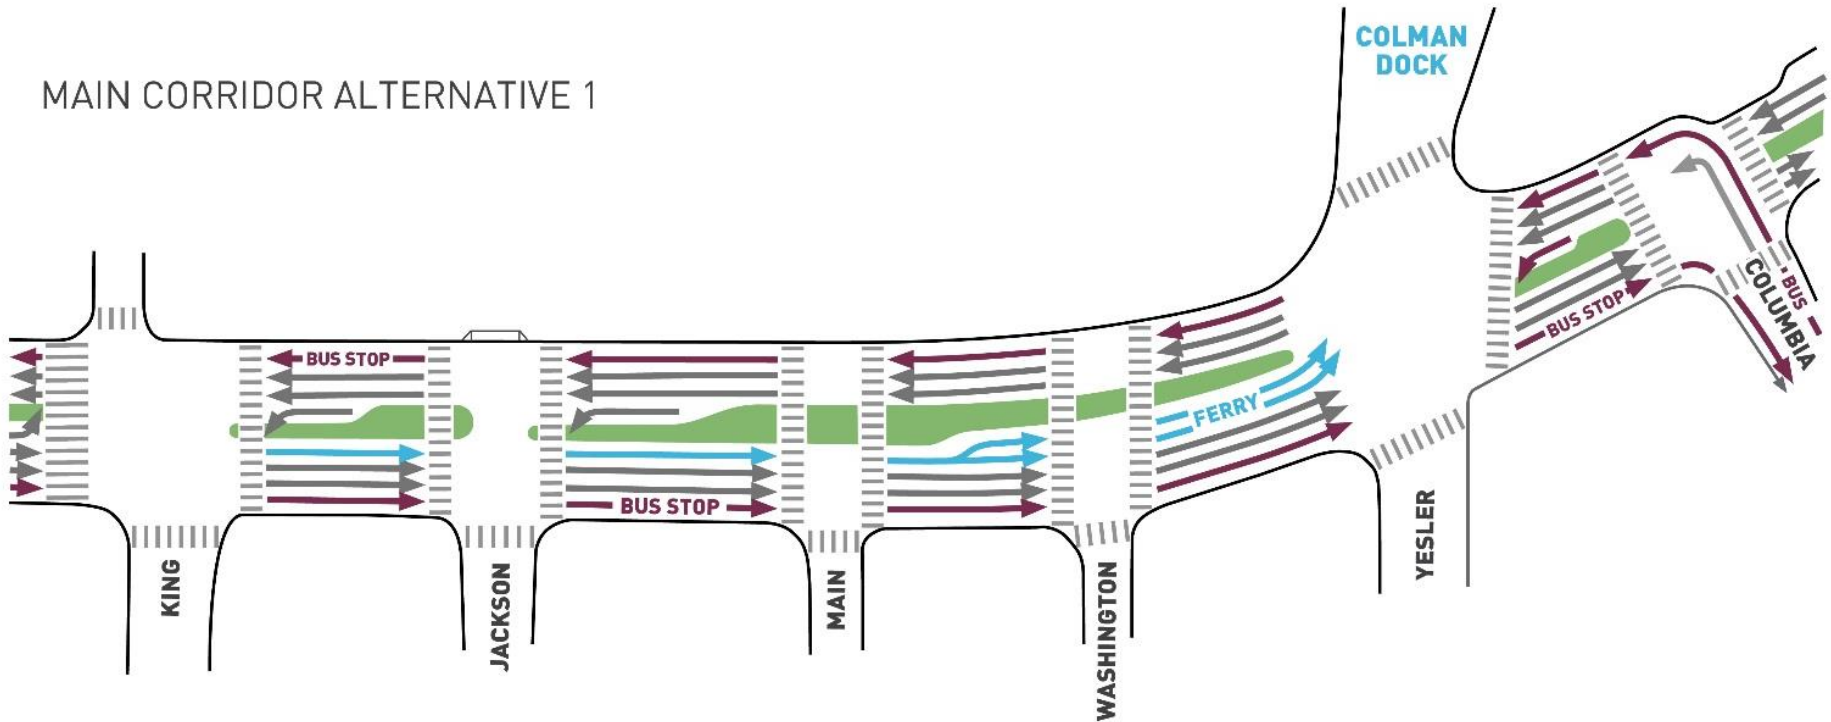 MAIN CORRIDOR ALTERNATIVE 1
COLMAN
DOCK
BUS STOP
BUS STOP
FERRY
BUS STOP
BUS
COLUMBIA
KING
JACKSON
MAIN
WASHINGTON
YESLER